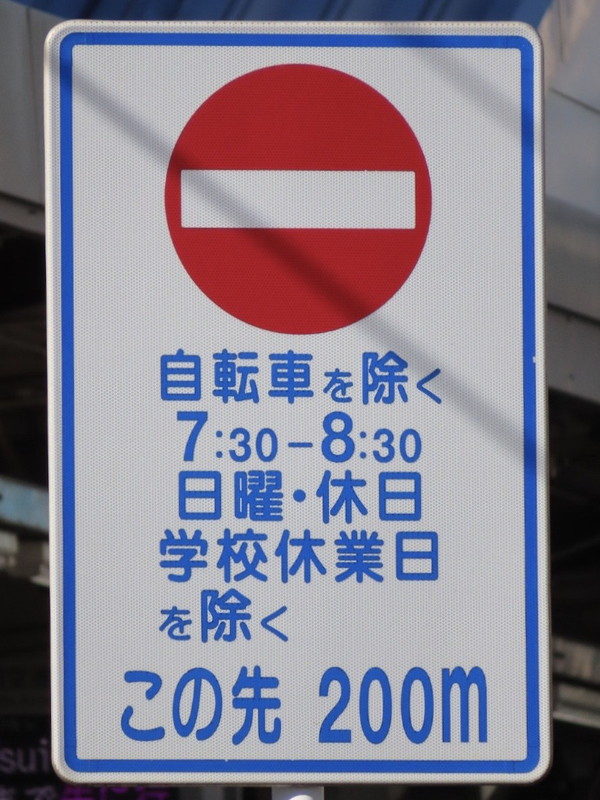 自転車を除く
7:30-8:30
日曜・休日
学校休業日
を除く
この先 200m
sui